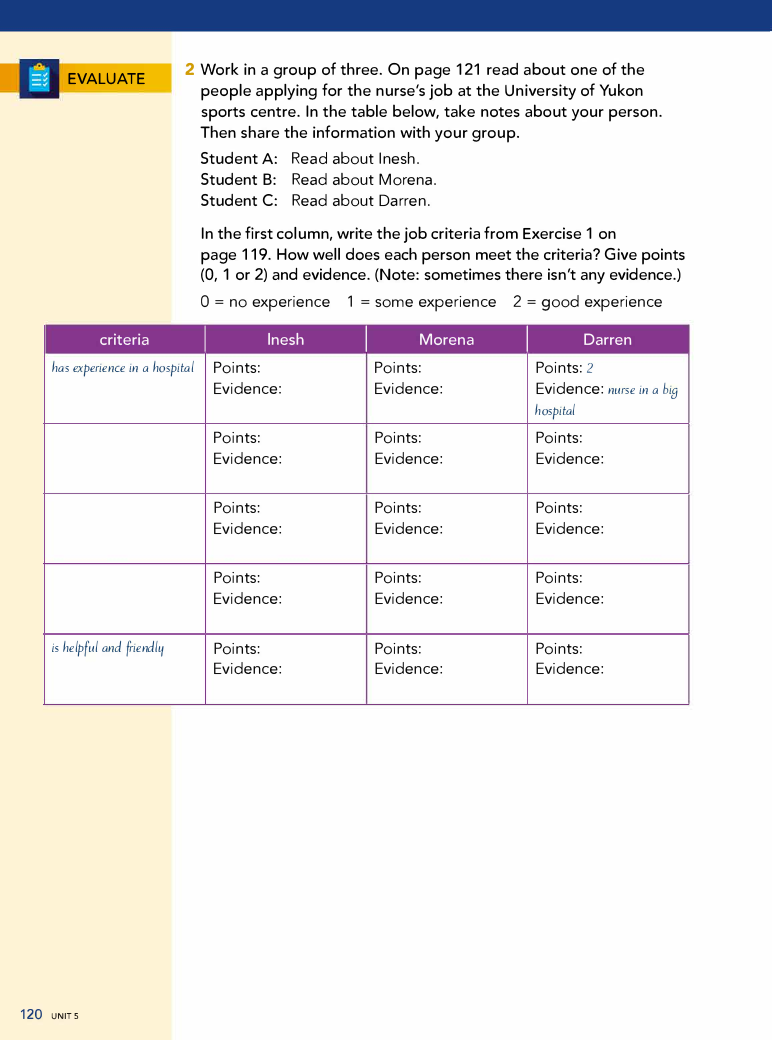 EVALUATE
2 Work in a group of three. On page 121 read about one of the
people applying for the nurse's job at the University of Yukon
sports centre. In the table below, take notes about your person.
Then share the information with your group.
Student A: Read about Inesh.
Student B: Read about Morena.
Student C: Read about Darren.
In the first column, write the job criteria from Exercise 1 on
page 119. How well does each person meet the criteria? Give points
(0, 1 or 2) and evidence. (Note: sometimes there isn't any evidence.)
0 = no experience 1 = some experience 2 = good experience
criteria Inesh Morena Darren
has experience in a hospital Points: Points: Points: 2
Evidence: Evidence: Evidence: nurse in a big
hospital
Points: Points: Points:
Evidence: Evidence: Evidence:
Points: Points: Points:
Evidence: Evidence: Evidence:
Points: Points: Points:
Evidence: Evidence: Evidence:
is helpful and friendly Points: Points: Points:
Evidence: Evidence: Evidence:
120 UNIT 5